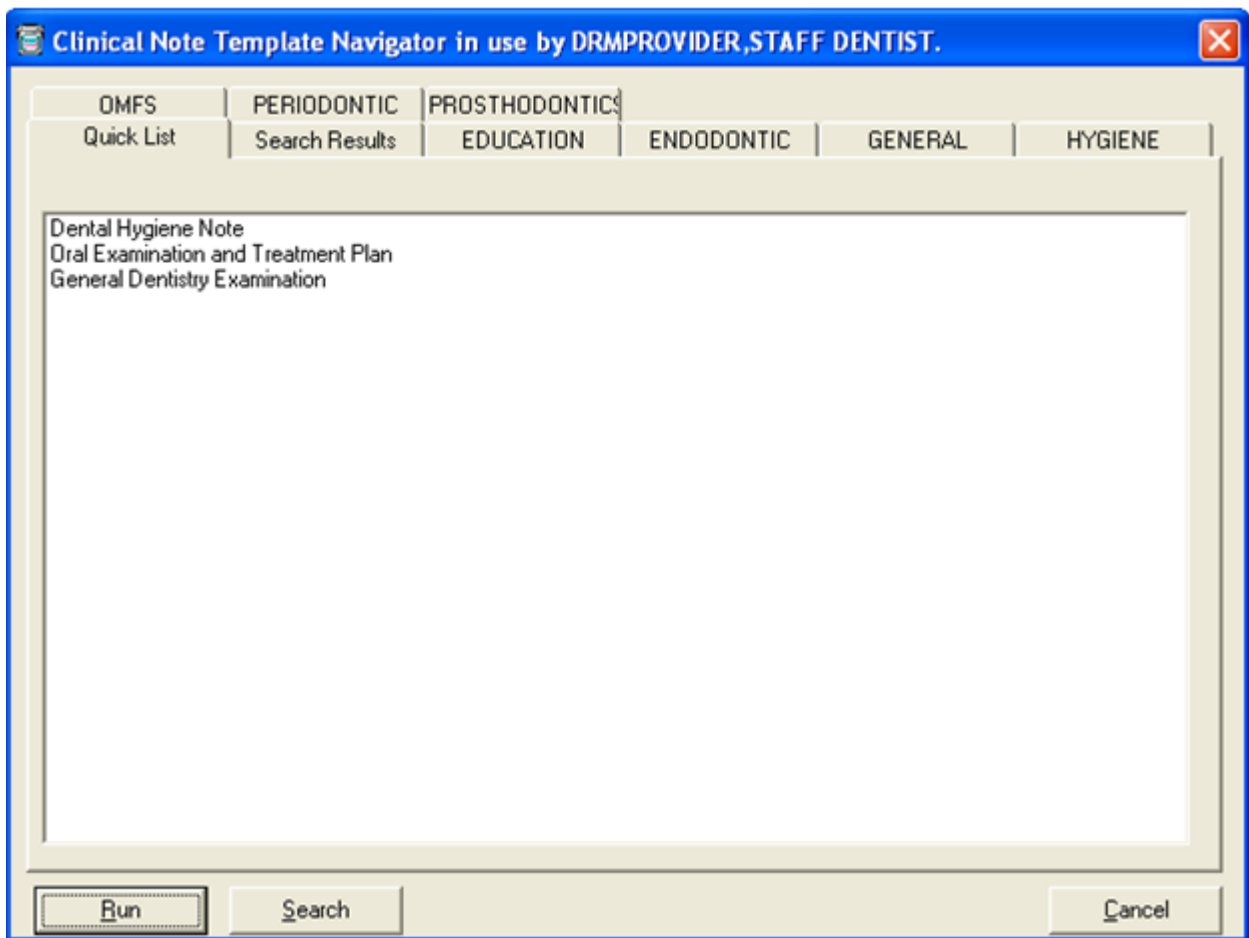 Clinical Note Template Navigator in use by DRMPROVIDER,STAFF DENTIST.
OMFS PERIODONTIC PROSTHODONTICS
Quick List Search Results EDUCATION ENDODONTIC GENERAL HYGIENE
Dental Hygiene Note
Oral Examination and Treatment Plan
General Dentistry Examination
Run Search Cancel